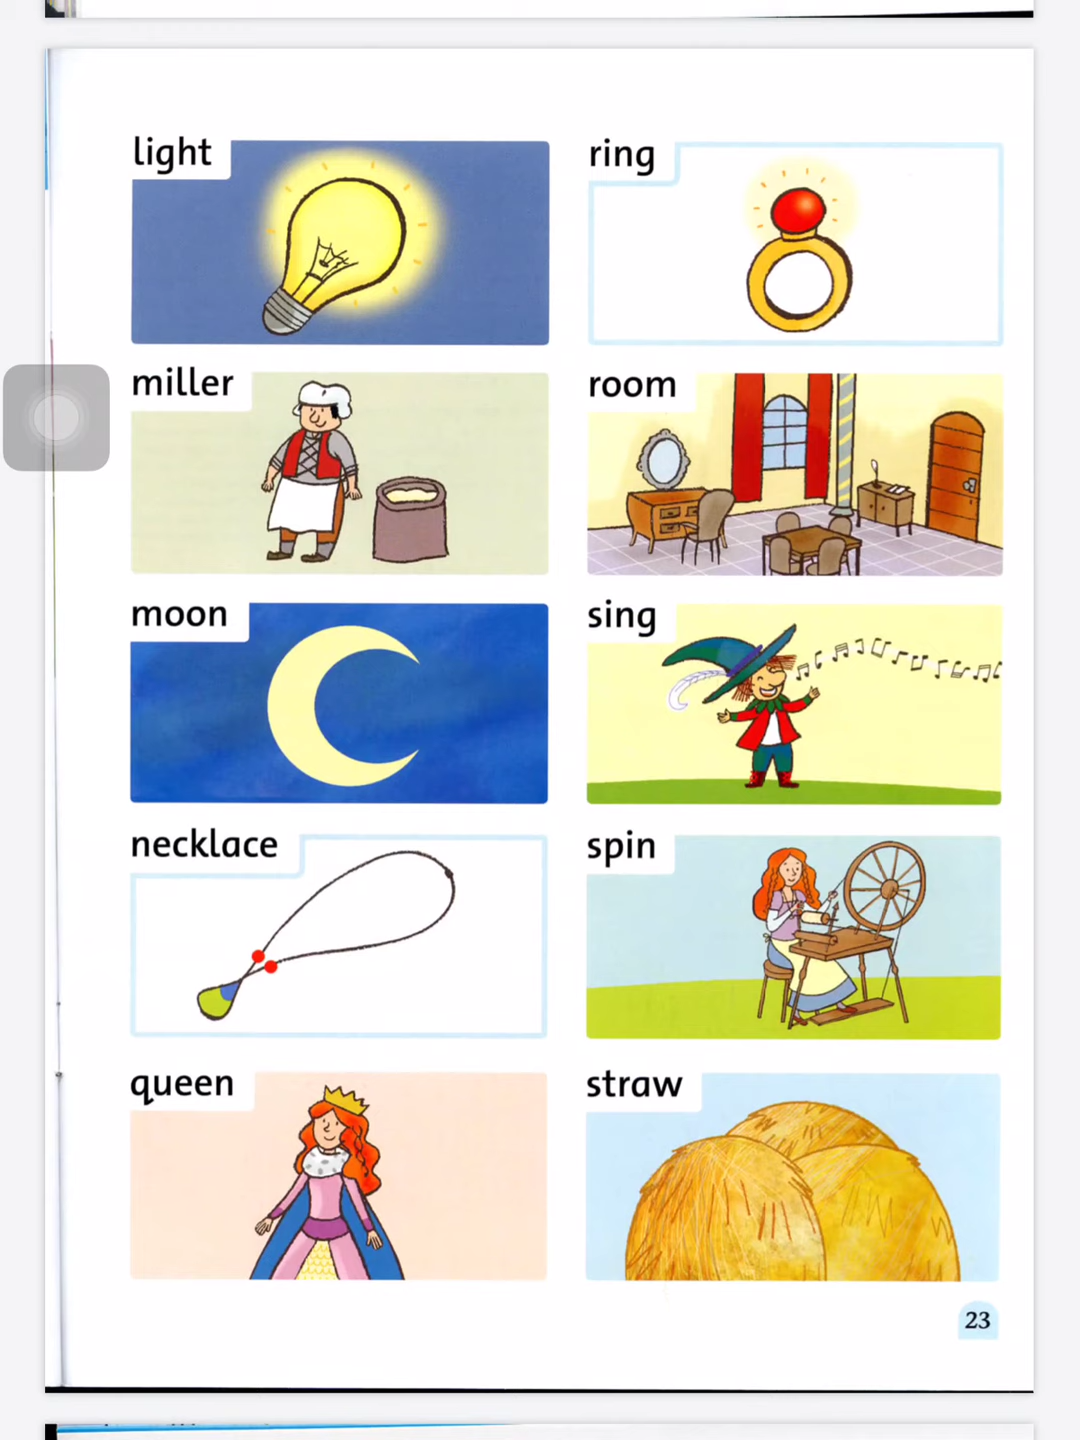 light
miller
moon
necklace
queen
ring
room
sing
spin
straw
23